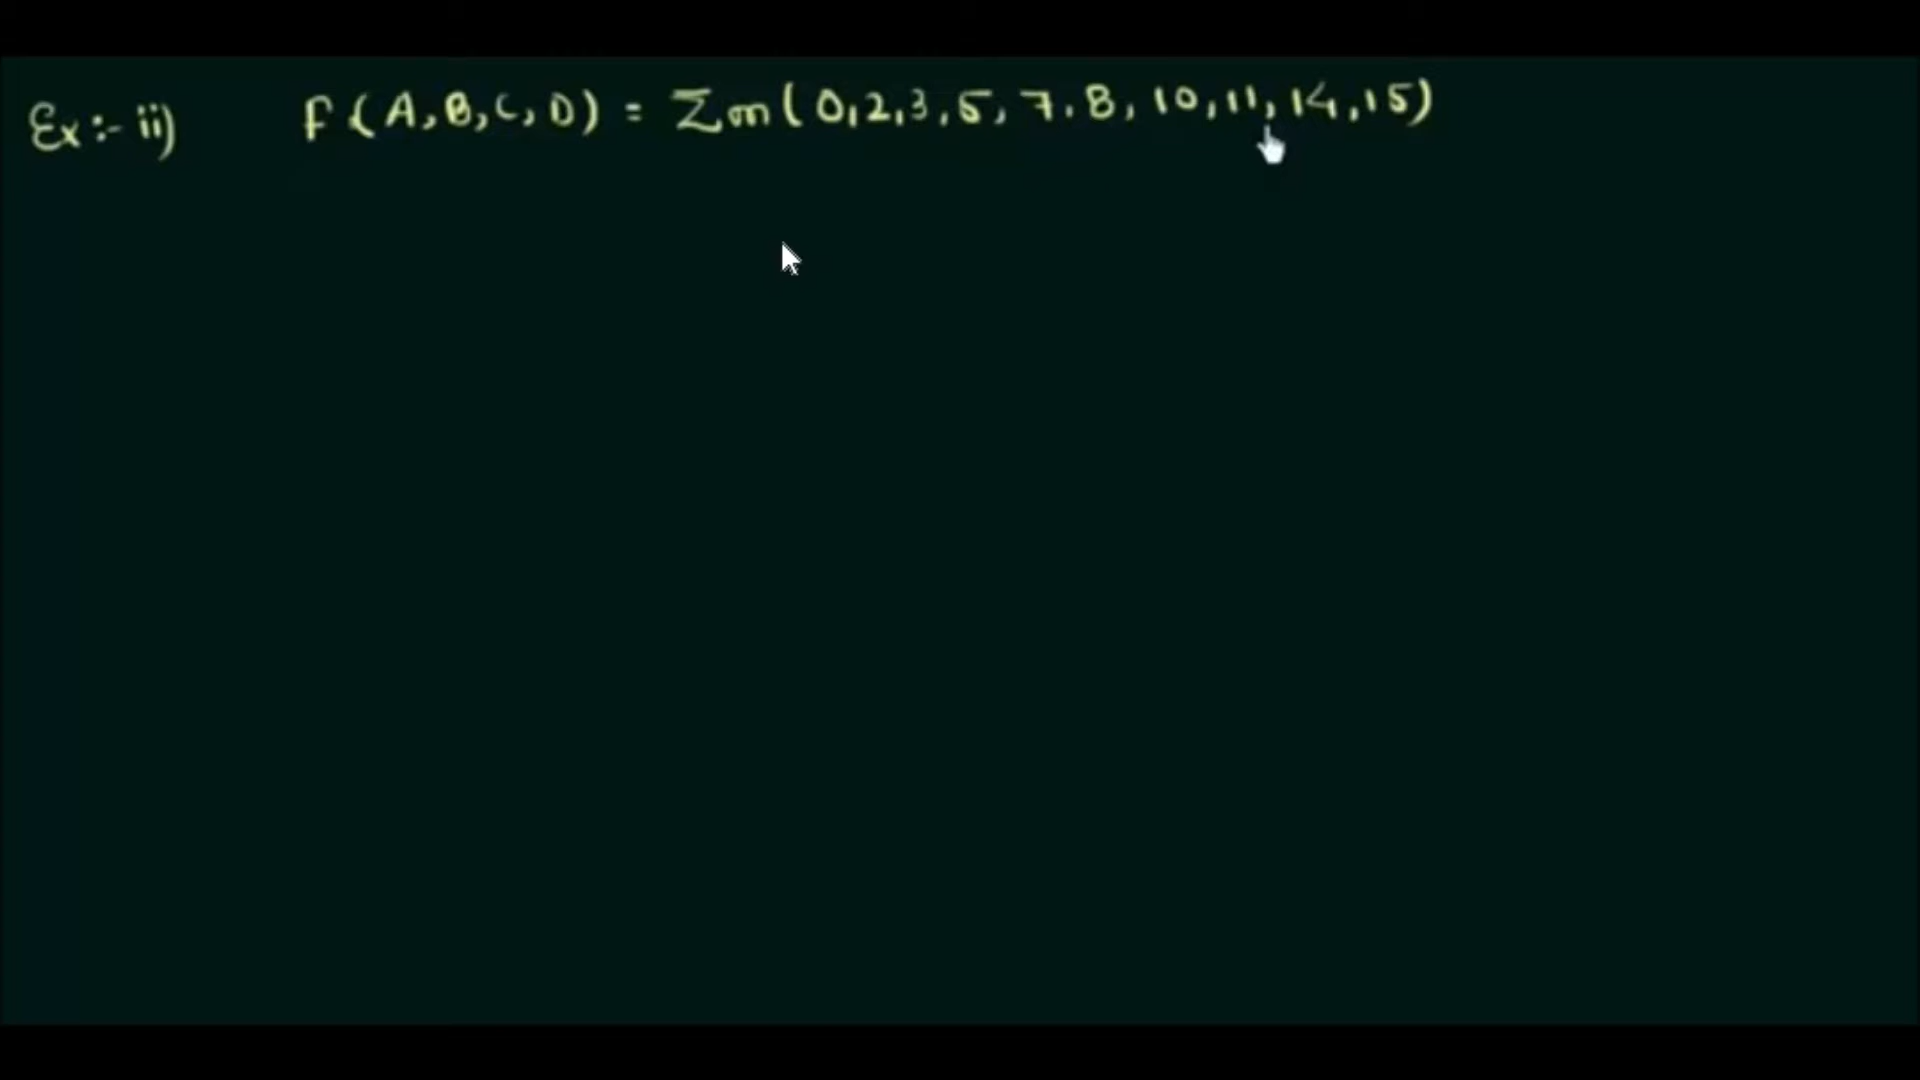 Ex:- ii) F(A,B,C,D) = Σm(0,2,3,5,7.8,10,11,14,15)